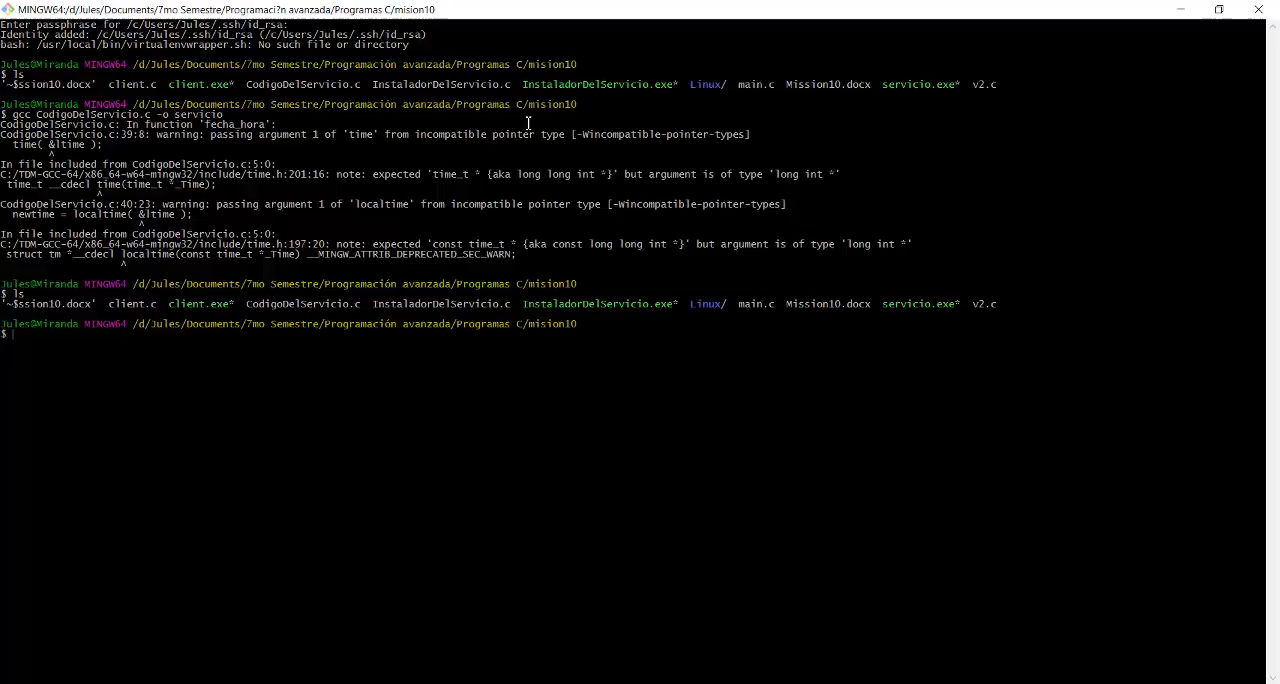 MINGW64:/d/Jules/Documents/7mo Semestre/Programaci?n avanzada/Programas C/mision10
Enter passphrase for /c/Users/Jules/.ssh/id_rsa:
Identity added: /c/Users/Jules/.ssh/id_rsa (/c/Users/Jules/.ssh/id_rsa)
bash: /usr/local/bin/virtualenvwrapper.sh: No such file or directory
Jules@Miranda MINGW64 /d/Jules/Documents/7mo Semestre/Programación avanzada/Programas C/mision10
$ ls
'~$ssion10.docx'  client.c  client.exe*  CodigoDelServicio.c  InstaladorDelServicio.c  InstaladorDelServicio.exe*  Linux/  main.c  Mission10.docx  servicio.exe*  v2.c
Jules@Miranda MINGW64 /d/Jules/Documents/7mo Semestre/Programación avanzada/Programas C/mision10
$ gcc CodigoDelServicio.c -o servicio
CodigoDelServicio.c: In function 'fecha_hora':
CodigoDelServicio.c:39:8: warning: passing argument 1 of 'time' from incompatible pointer type [-Wincompatible-pointer-types]
time( &ltime );
^
In file included from CodigoDelServicio.c:5:0:
C:/TDM-GCC-64/x86_64-w64-mingw32/include/time.h:201:16: note: expected 'time_t * {aka long long int *}' but argument is of type 'long int *'
time_t __cdecl time(time_t *_Time);
^
CodigoDelServicio.c:40:23: warning: passing argument 1 of 'localtime' from incompatible pointer type [-Wincompatible-pointer-types]
newtime = localtime( &ltime );
^
In file included from CodigoDelServicio.c:5:0:
C:/TDM-GCC-64/x86_64-w64-mingw32/include/time.h:197:20: note: expected 'const time_t * {aka const long long int *}' but argument is of type 'long int *'
struct tm *__cdecl localtime(const time_t *_Time) __MINGW_ATTRIB_DEPRECATED_SEC_WARN;
^
Jules@Miranda MINGW64 /d/Jules/Documents/7mo Semestre/Programación avanzada/Programas C/mision10
$ ls
'~$ssion10.docx'  client.c  client.exe*  CodigoDelServicio.c  InstaladorDelServicio.c  InstaladorDelServicio.exe*  Linux/  main.c  Mission10.docx  servicio.exe*  v2.c
Jules@Miranda MINGW64 /d/Jules/Documents/7mo Semestre/Programación avanzada/Programas C/mision10
$